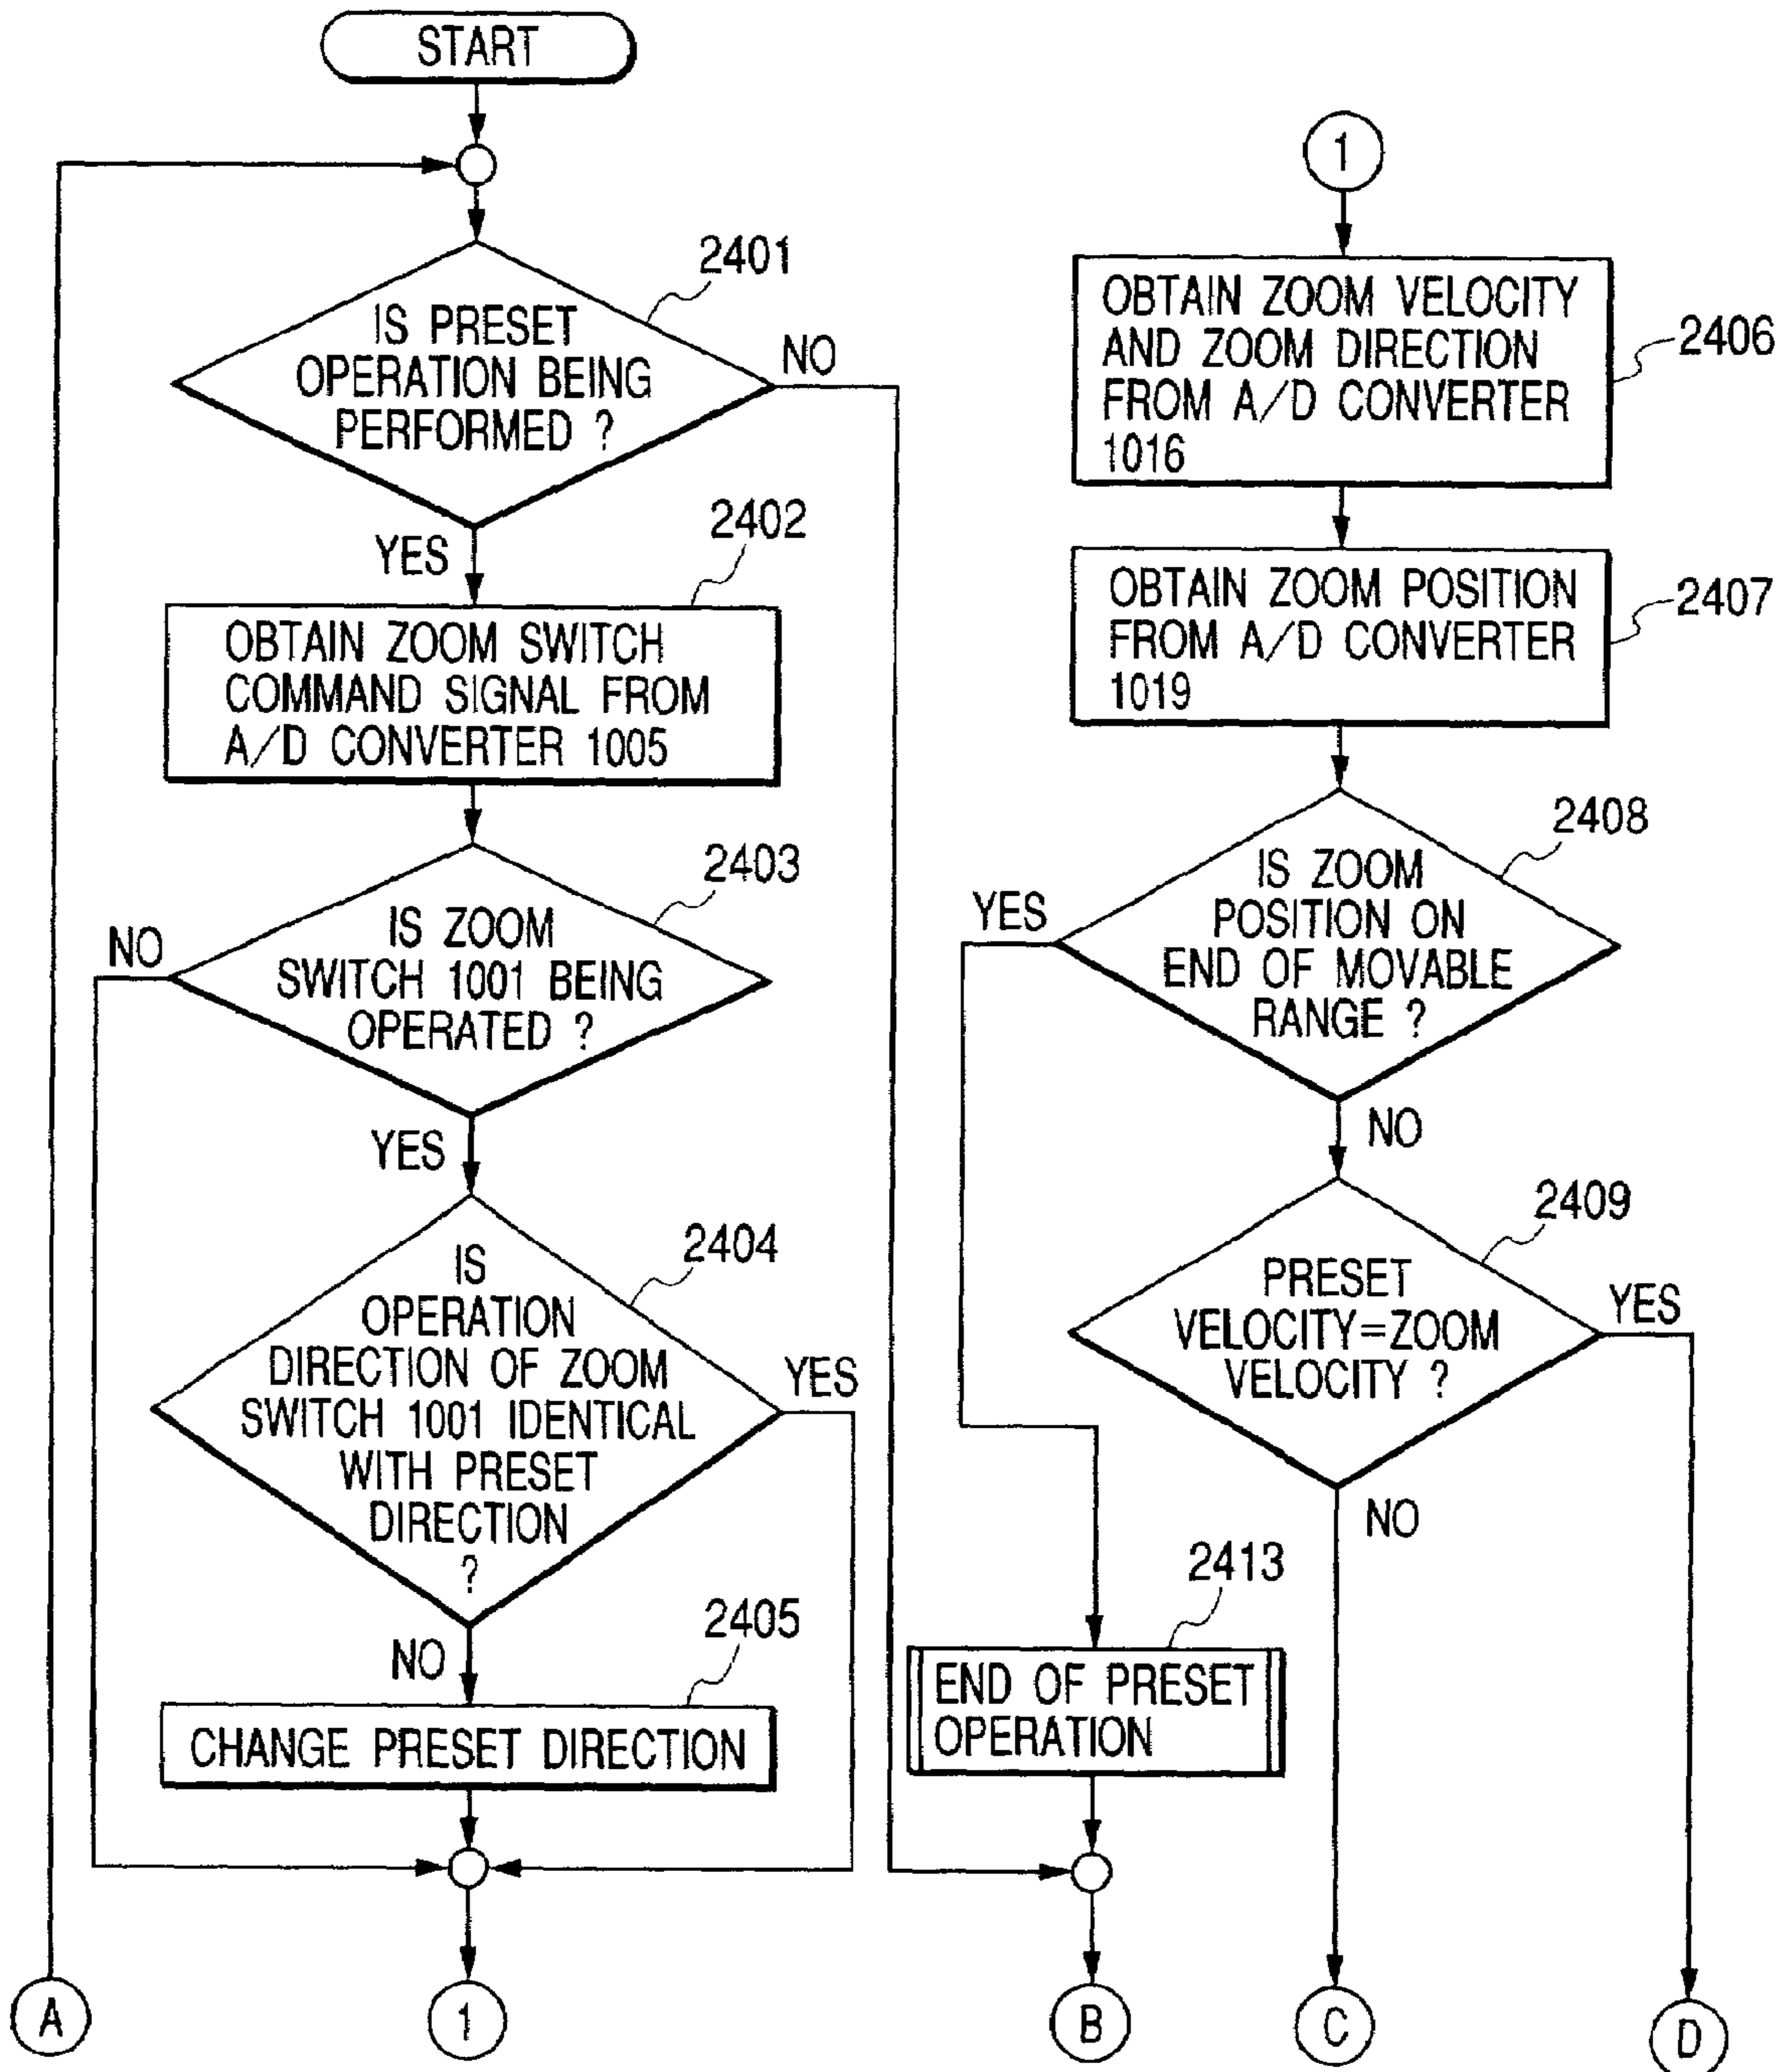 START
2401
IS PRESET
OPERATION BEING
PERFORMED ?
NO
YES
2402
OBTAIN ZOOM SWITCH
COMMAND SIGNAL FROM
A/D CONVERTER 1005
2403
IS ZOOM
SWITCH 1001 BEING
OPERATED ?
NO
YES
2404
IS
OPERATION
DIRECTION OF ZOOM
SWITCH 1001 IDENTICAL
WITH PRESET
DIRECTION
?
YES
NO
2405
CHANGE PRESET DIRECTION
A
1
1
OBTAIN ZOOM VELOCITY
AND ZOOM DIRECTION
FROM A/D CONVERTER
1016
2406
OBTAIN ZOOM POSITION
FROM A/D CONVERTER
1019
2407
2408
IS ZOOM
POSITION ON
END OF MOVABLE
RANGE ?
YES
NO
2409
PRESET
VELOCITY=ZOOM
VELOCITY ?
YES
NO
2413
END OF PRESET
OPERATION
B
C
D